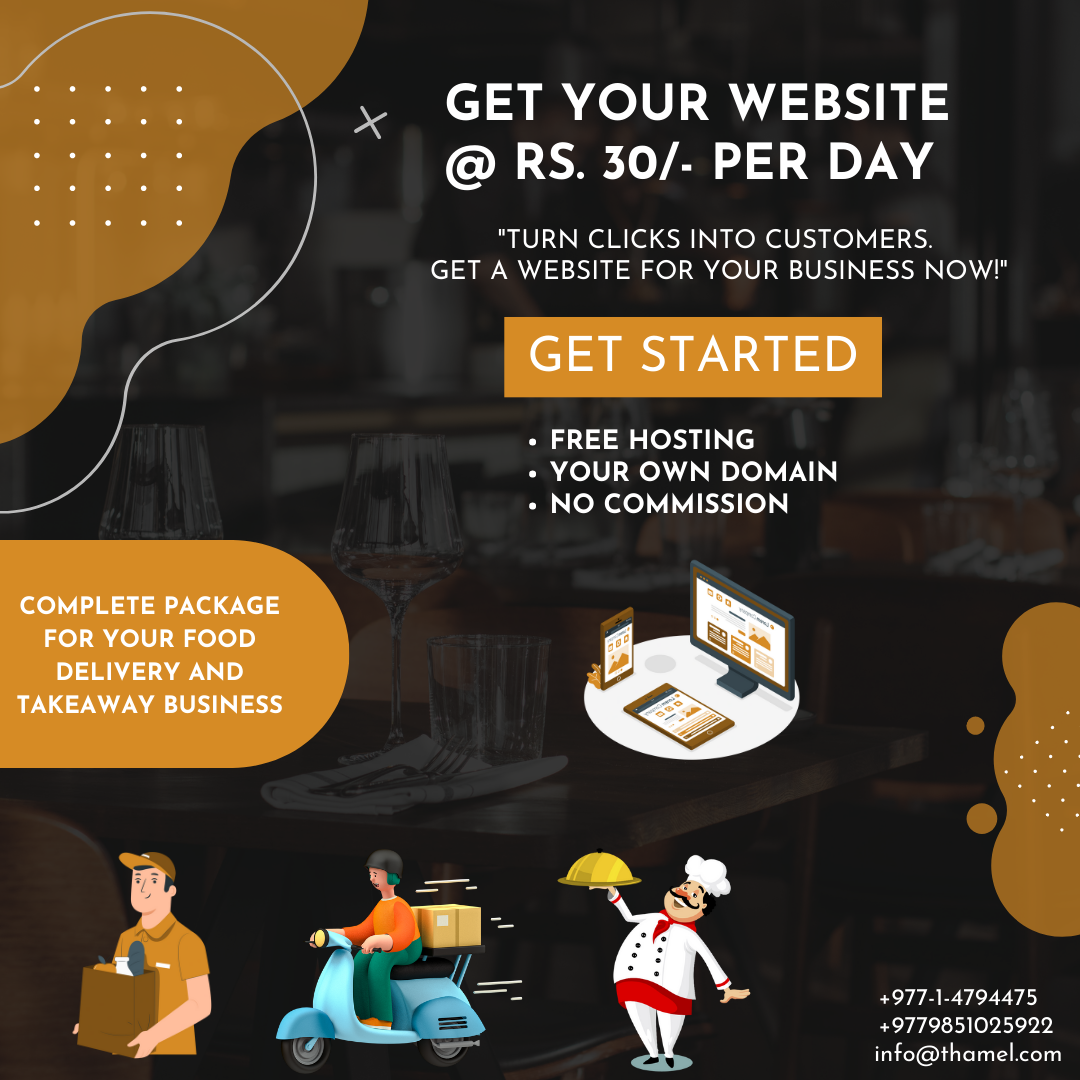 GET YOUR WEBSITE
@ RS. 30/- PER DAY
"TURN CLICKS INTO CUSTOMERS.
GET A WEBSITE FOR YOUR BUSINESS NOW!"
GET STARTED
• FREE HOSTING
• YOUR OWN DOMAIN
• NO COMMISSION
COMPLETE PACKAGE
FOR YOUR FOOD
DELIVERY AND
TAKEAWAY BUSINESS
+977-1-4794475
+9779851025922
info@thamel.com